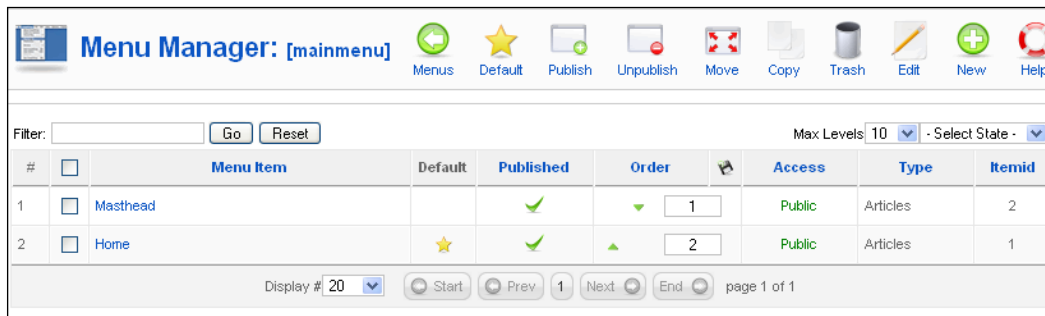 Menu Manager: [mainmenu]
Menus Default Publish Unpublish Move Copy Trash Edit New Help
Filter: Go Reset Max Levels 10 - Select State -
# Menu Item Default Published Order Access Type Itemid
1 Masthead 1 Public Articles 2
2 Home 2 Public Articles 1
Display # 20 Start Prev 1 Next End page 1 of 1